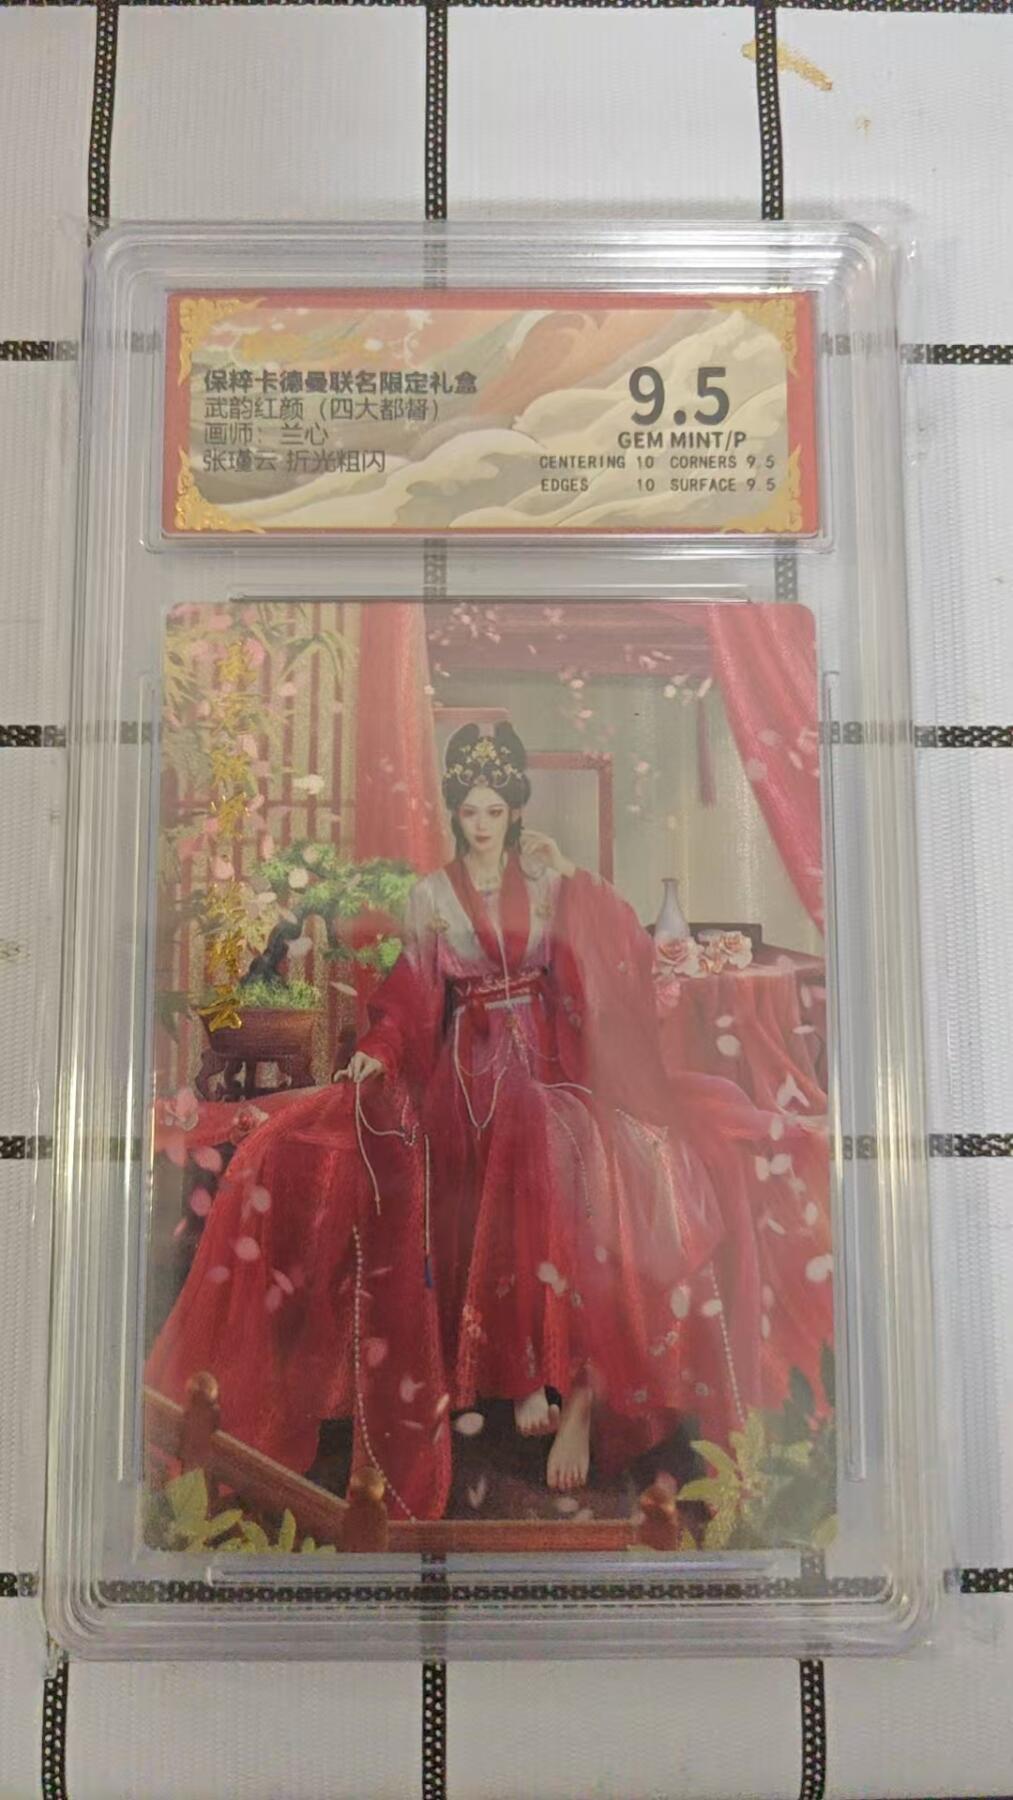 保粹卡德曼联名限定礼盒
武韵红颜（四大都督）
画师：兰心
张瑾云 折光粗闪
9.5
GEM MINT/P
CENTERING 10 CORNERS 9.5
EDGES 10 SURFACE 9.5